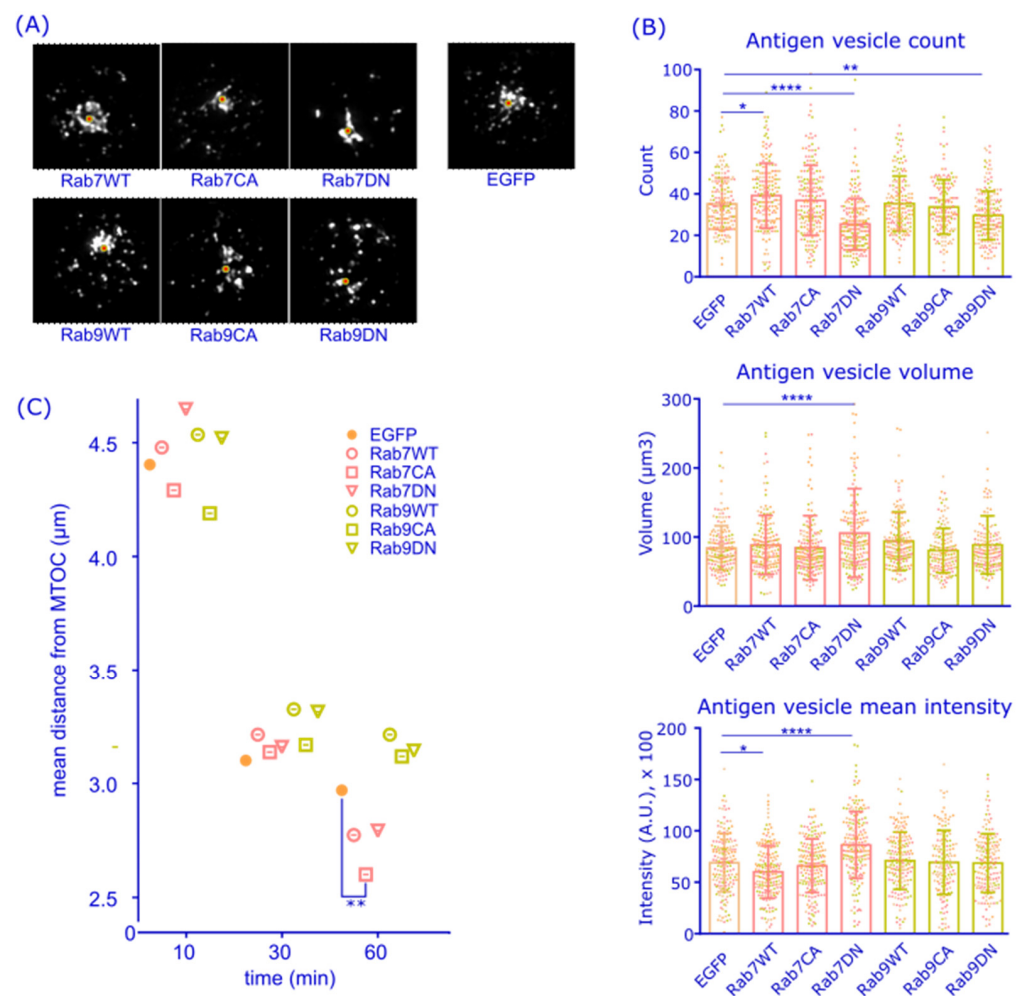 (A)
Rab7WT Rab7CA Rab7DN EGFP
Rab9WT Rab9CA Rab9DN
(B)
Antigen vesicle count
** 
****
*
100
80
60
40
20
0
Count
EGFP Rab7WT Rab7CA Rab7DN Rab9WT Rab9CA Rab9DN
Antigen vesicle volume
****
300
200
100
0
Volume (μm3)
EGFP Rab7WT Rab7CA Rab7DN Rab9WT Rab9CA Rab9DN
Antigen vesicle mean intensity
****
*
200
150
100
50
0
Intensity (A.U.), x 100
EGFP Rab7WT Rab7CA Rab7DN Rab9WT Rab9CA Rab9DN
(C)
4.5
4.0
3.5
3.0
2.5
0
mean distance from MTOC (μm)
EGFP
Rab7WT
Rab7CA
Rab7DN
Rab9WT
Rab9CA
Rab9DN
**
10 30 60
time (min)